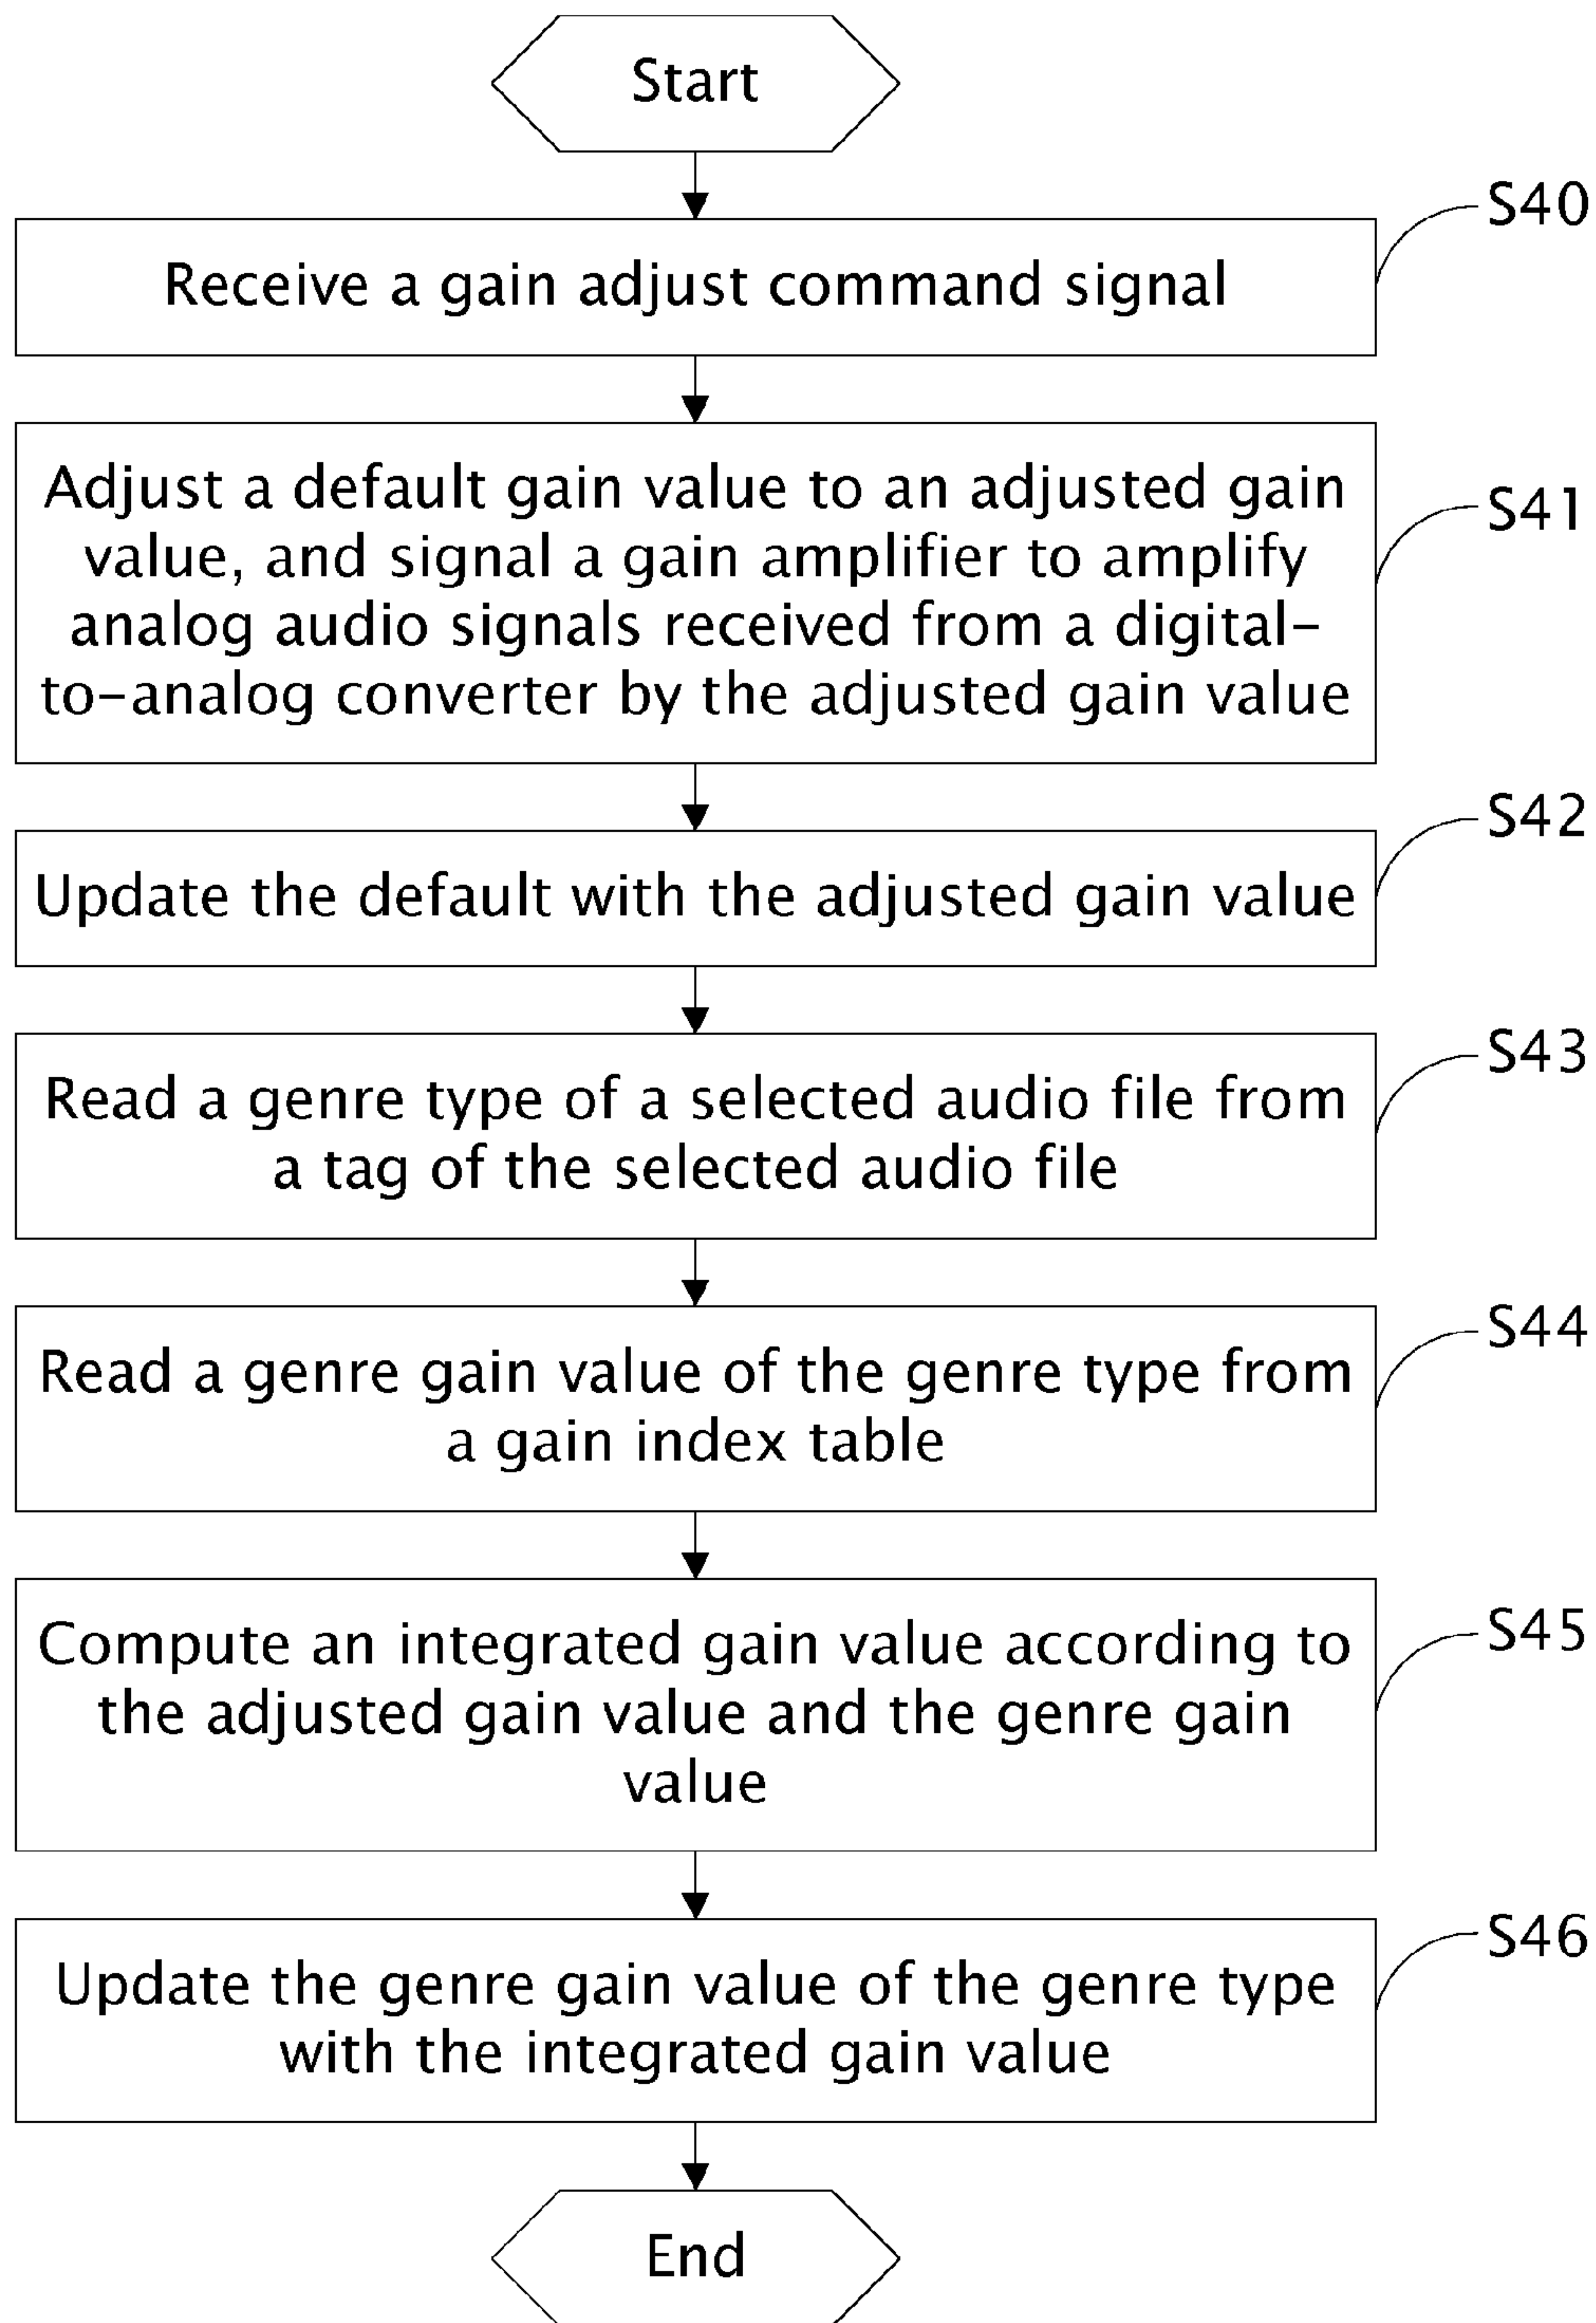 Start
S40
Receive a gain adjust command signal
S41
Adjust a default gain value to an adjusted gain
value, and signal a gain amplifier to amplify
analog audio signals received from a digital-
to-analog converter by the adjusted gain value
S42
Update the default with the adjusted gain value
S43
Read a genre type of a selected audio file from
a tag of the selected audio file
S44
Read a genre gain value of the genre type from
a gain index table
S45
Compute an integrated gain value according to
the adjusted gain value and the genre gain
value
S46
Update the genre gain value of the genre type
with the integrated gain value
End